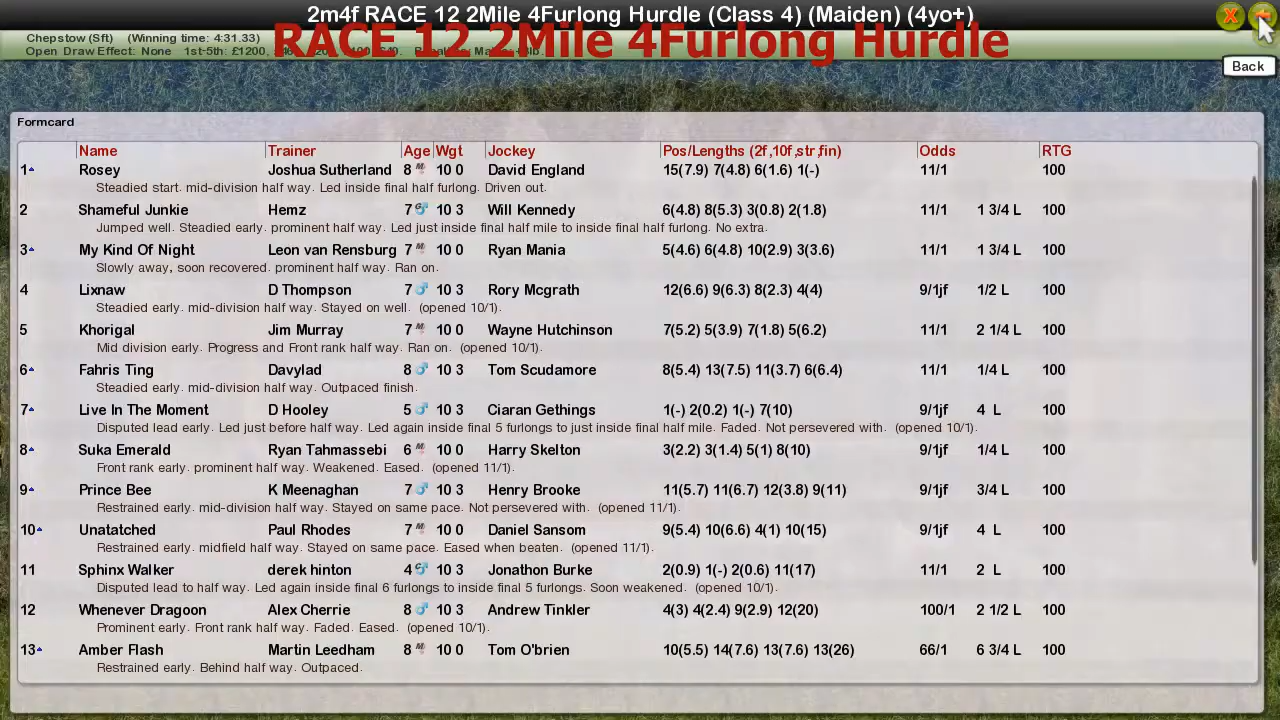 2m4f RACE 12 2Mile 4Furlong Hurdle (Class 4) (Maiden) (4yo+)
RACE 12 2Mile 4Furlong Hurdle
Chepstow (Sft) (Winning time: 4:31.33)
Open Draw Effect: None 1st-5th: £1200,
Back
Formcard
Name Trainer Age Wgt Jockey Pos/Lengths (2f,10f,str,fin) Odds RTG
1 Rosey Joshua Sutherland 8 10 0 David England 15(7.9) 7(4.8) 6(1.6) 1(-) 11/1 100
Steadied start. mid-division half way. Led inside final half furlong. Driven out.
2 Shameful Junkie Hemz 7 10 3 Will Kennedy 6(4.8) 8(5.3) 3(0.8) 2(1.8) 11/1 1 3/4 L 100
Jumped well. Steadied early. prominent half way. Led just inside final half mile to inside final half furlong. No extra.
3 My Kind Of Night Leon van Rensburg 7 10 0 Ryan Mania 5(4.6) 6(4.8) 10(2.9) 3(3.6) 11/1 1 3/4 L 100
Slowly away, soon recovered. prominent half way. Ran on.
4 Lixnaw D Thompson 7 10 3 Rory Mcgrath 12(6.6) 9(6.3) 8(2.3) 4(4) 9/1jf 1/2 L 100
Steadied early. mid-division half way. Stayed on well. (opened 10/1).
5 Khorigal Jim Murray 7 10 0 Wayne Hutchinson 7(5.2) 5(3.9) 7(1.8) 5(6.2) 11/1 2 1/4 L 100
Mid division early. Progress and Front rank half way. Ran on. (opened 10/1).
6 Fahris Ting Davylad 8 10 3 Tom Scudamore 8(5.4) 13(7.5) 11(3.7) 6(6.4) 11/1 1/4 L 100
Steadied early. mid-division half way. Outpaced finish.
7 Live In The Moment D Hooley 5 10 3 Ciaran Gethings 1(-) 2(0.2) 1(-) 7(10) 9/1jf 4 L 100
Disputed lead early. Led just before half way. Led again inside final 5 furlongs to just inside final half mile. Faded. Not persevered with. (opened 10/1).
8 Suka Emerald Ryan Tahmassebi 6 10 0 Harry Skelton 3(2.2) 3(1.4) 5(1) 8(10) 9/1jf 1/4 L 100
Front rank early. prominent half way. Weakened. Eased. (opened 11/1).
9 Prince Bee K Meenaghan 7 10 3 Henry Brooke 11(5.7) 11(6.7) 12(3.8) 9(11) 9/1jf 3/4 L 100
Restrained early. mid-division half way. Stayed on same pace. Not persevered with. (opened 11/1).
10 Unatatched Paul Rhodes 7 10 0 Daniel Sansom 9(5.4) 10(6.6) 4(1) 10(15) 9/1jf 4 L 100
Restrained early. midfield half way. Stayed on same pace. Eased when beaten. (opened 11/1).
11 Sphinx Walker derek hinton 4 10 3 Jonathon Burke 2(0.9) 1(-) 2(0.6) 11(17) 11/1 2 L 100
Disputed lead to half way. Led again inside final 6 furlongs to inside final 5 furlongs. Soon weakened. (opened 10/1).
12 Whenever Dragoon Alex Cherrie 8 10 3 Andrew Tinkler 4(3) 4(2.4) 9(2.9) 12(20) 100/1 2 1/2 L 100
Prominent early. Front rank half way. Faded. Eased. (opened 10/1).
13 Amber Flash Martin Leedham 8 10 0 Tom O'brien 10(5.5) 14(7.6) 13(7.6) 13(26) 66/1 6 3/4 L 100
Restrained early. Behind half way. Outpaced.